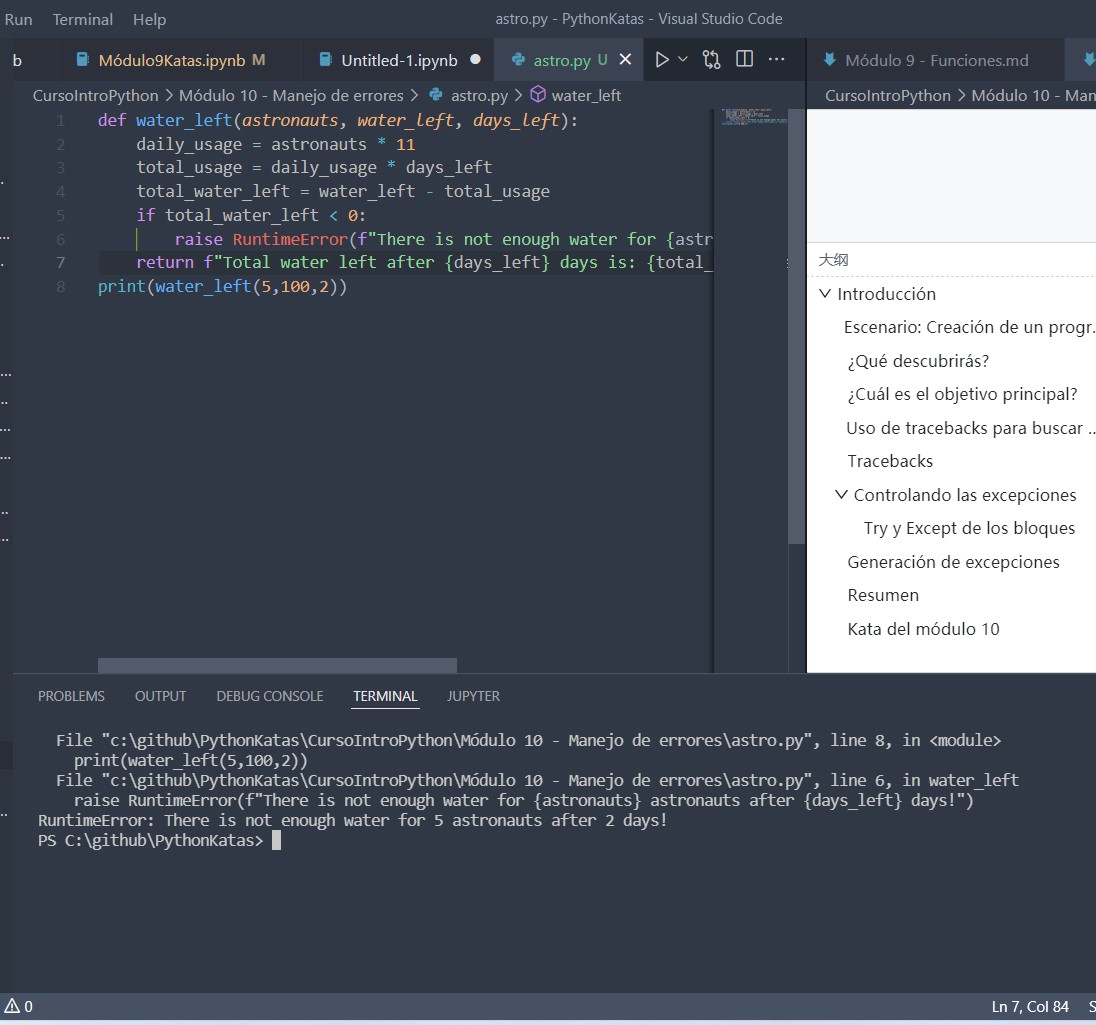 Run Terminal Help astro.py - PythonKatas - Visual Studio Code
b Módulo9Katas.ipynb M Untitled-1.ipynb astro.py U Módulo 9 - Funciones.md
CursoIntroPython > Módulo 10 - Manejo de errores > astro.py > water_left
1 def water_left(astronauts, water_left, days_left):
2 daily_usage = astronauts * 11
3 total_usage = daily_usage * days_left
4 total_water_left = water_left - total_usage
5 if total_water_left < 0:
6 raise RuntimeError(f"There is not enough water for {astr
7 return f"Total water left after {days_left} days is: {total_
8 print(water_left(5,100,2))
CursoIntroPython > Módulo 10 - Man
大纲
Introducción
Escenario: Creación de un progr...
¿Qué descubrirás?
¿Cuál es el objetivo principal?
Uso de tracebacks para buscar ...
Tracebacks
Controlando las excepciones
Try y Except de los bloques
Generación de excepciones
Resumen
Kata del módulo 10
PROBLEMS OUTPUT DEBUG CONSOLE TERMINAL JUPYTER
File "c:\github\PythonKatas\CursoIntroPython\Módulo 10 - Manejo de errores\astro.py", line 8, in <module>
print(water_left(5,100,2))
File "c:\github\PythonKatas\CursoIntroPython\Módulo 10 - Manejo de errores\astro.py", line 6, in water_left
raise RuntimeError(f"There is not enough water for {astronauts} astronauts after {days_left} days!")
RuntimeError: There is not enough water for 5 astronauts after 2 days!
PS C:\github\PythonKatas>
0 Ln 7, Col 84 S